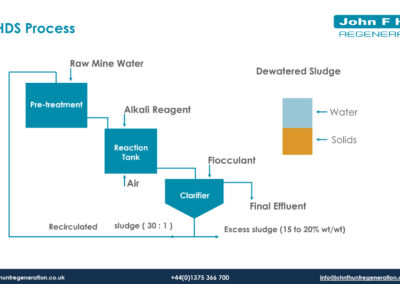 HDS Process
John F H
REGENERA
Raw Mine Water
Dewatered Sludge
Pre-treatment
Alkali Reagent
Water
Reaction
Tank
Solids
Flocculant
Air
Clarifier
Final Effluent
Recirculated sludge ( 30 : 1 )
Excess sludge (15 to 20% wt/wt)
huntregeneration.co.uk
+44(0)1375 366 700
info@johnfhuntregeneration.co